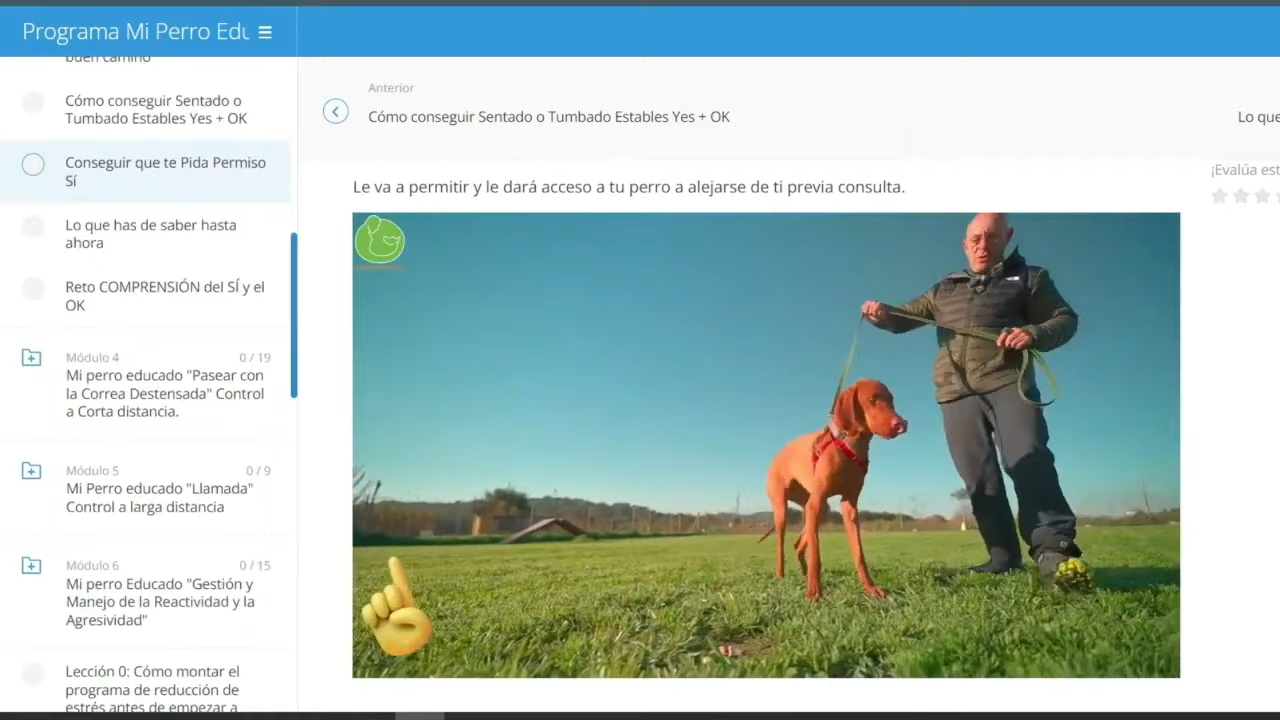 Programa Mi Perro Edu
buen camino
Cómo conseguir Sentado o
Tumbado Estables Yes + OK
Conseguir que te Pida Permiso
Sí
Lo que has de saber hasta
ahora
Reto COMPRENSIÓN del SÍ y el
OK
Módulo 4
0 / 19
Mi perro educado "Pasear con
la Correa Destensada" Control
a Corta distancia.
Módulo 5
0 / 9
Mi Perro educado "Llamada"
Control a larga distancia
Módulo 6
0 / 15
Mi perro Educado "Gestión y
Manejo de la Reactividad y la
Agresividad"
Lección 0: Cómo montar el
programa de reducción de
estrés antes de empezar a
Anterior
Cómo conseguir Sentado o Tumbado Estables Yes + OK
Lo que
¡Evalúa est
Le va a permitir y le dará acceso a tu perro a alejarse de ti previa consulta.